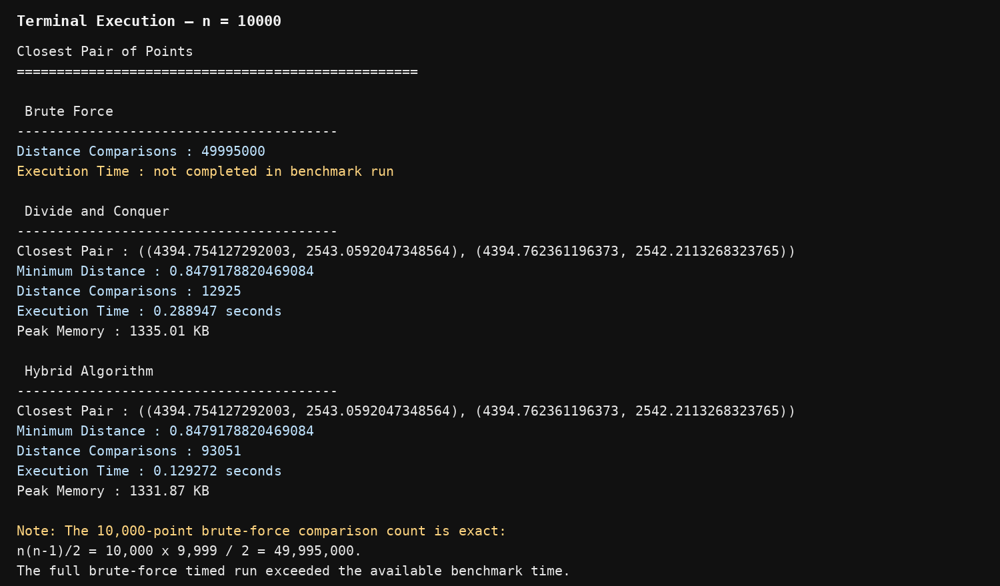 Terminal Execution — n = 10000
Closest Pair of Points
==================================================
Brute Force
----------------------------------------
Distance Comparisons : 49995000
Execution Time : not completed in benchmark run
Divide and Conquer
----------------------------------------
Closest Pair : ((4394.754127292003, 2543.0592047348564), (4394.762361196373, 2542.2113268323765))
Minimum Distance : 0.8479178820469084
Distance Comparisons : 12925
Execution Time : 0.288947 seconds
Peak Memory : 1335.01 KB
Hybrid Algorithm
----------------------------------------
Closest Pair : ((4394.754127292003, 2543.0592047348564), (4394.762361196373, 2542.2113268323765))
Minimum Distance : 0.8479178820469084
Distance Comparisons : 93051
Execution Time : 0.129272 seconds
Peak Memory : 1331.87 KB
Note: The 10,000-point brute-force comparison count is exact:
n(n-1)/2 = 10,000 x 9,999 / 2 = 49,995,000.
The full brute-force timed run exceeded the available benchmark time.